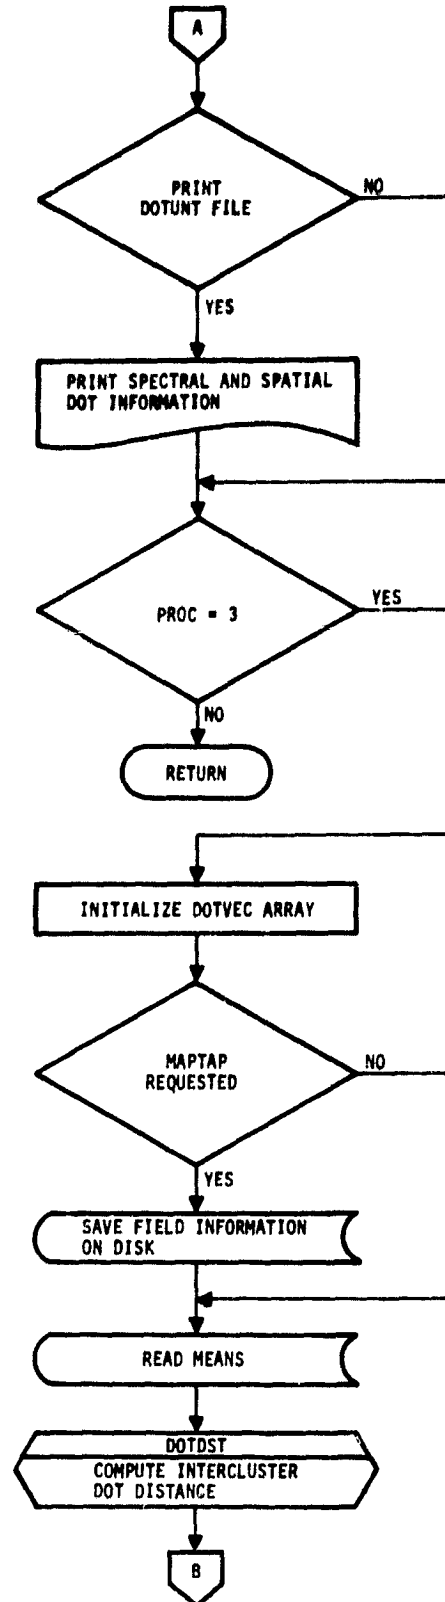 A
PRINT
DOTUNT FILE
NO
YES
PRINT SPECTRAL AND SPATIAL
DOT INFORMATION
PROC = 3
YES
NO
RETURN
INITIALIZE DOTVEC ARRAY
MAPTAP
REQUESTED
NO
YES
SAVE FIELD INFORMATION
ON DISK
READ MEANS
DOTDST
COMPUTE INTERCLUSTER
DOT DISTANCE
B